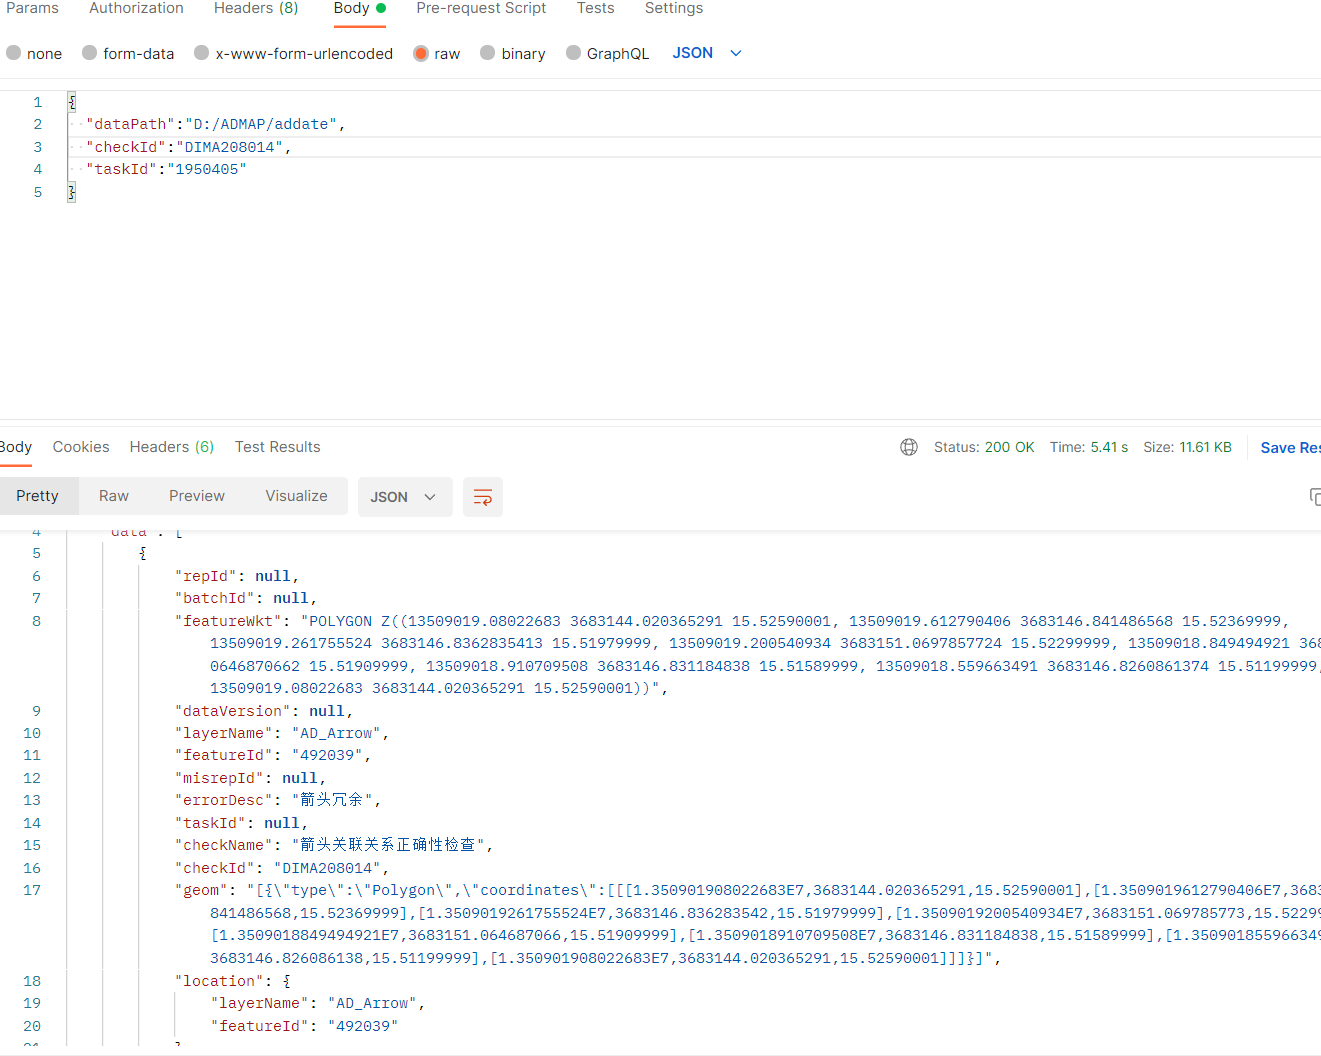 Params Authorization Headers (8) Body Pre-request Script Tests Settings
none form-data x-www-form-urlencoded raw binary GraphQL JSON
1 {
2 "dataPath":"D:/ADMAP/addate",
3 "checkId":"DIMA208014",
4 "taskId":"1950405"
5 }
Body Cookies Headers (6) Test Results Status: 200 OK Time: 5.41 s Size: 11.61 KB Save Res
Pretty Raw Preview Visualize JSON
4 data : [
5 {
6 "repId": null,
7 "batchId": null,
8 "featureWkt": "POLYGON Z((13509019.08022683 3683144.020365291 15.52590001, 13509019.612790406 3683146.841486568 15.52369999,
13509019.261755524 3683146.8362835413 15.51979999, 13509019.200540934 3683151.0697857724 15.52299999, 13509018.849494921 368
0646870662 15.51909999, 13509018.910709508 3683146.831184838 15.51589999, 13509018.559663491 3683146.8260861374 15.51199999,
13509019.08022683 3683144.020365291 15.52590001))",
9 "dataVersion": null,
10 "layerName": "AD_Arrow",
11 "featureId": "492039",
12 "misrepId": null,
13 "errorDesc": "箭头冗余",
14 "taskId": null,
15 "checkName": "箭头关联关系正确性检查",
16 "checkId": "DIMA208014",
17 "geom": "[{\"type\":\"Polygon\",\"coordinates\":[[[1.350901908022683E7,3683144.020365291,15.52590001],[1.3509019612790406E7,3683
841486568,15.52369999],[1.3509019261755524E7,3683146.836283542,15.51979999],[1.3509019200540934E7,3683151.069785773,15.52299
[1.3509018849494921E7,3683151.064687066,15.51909999],[1.3509018910709508E7,3683146.831184838,15.51589999],[1.35090185596634
3683146.826086138,15.51199999],[1.350901908022683E7,3683144.020365291,15.52590001]]]}]",
18 "location": {
19 "layerName": "AD_Arrow",
20 "featureId": "492039"